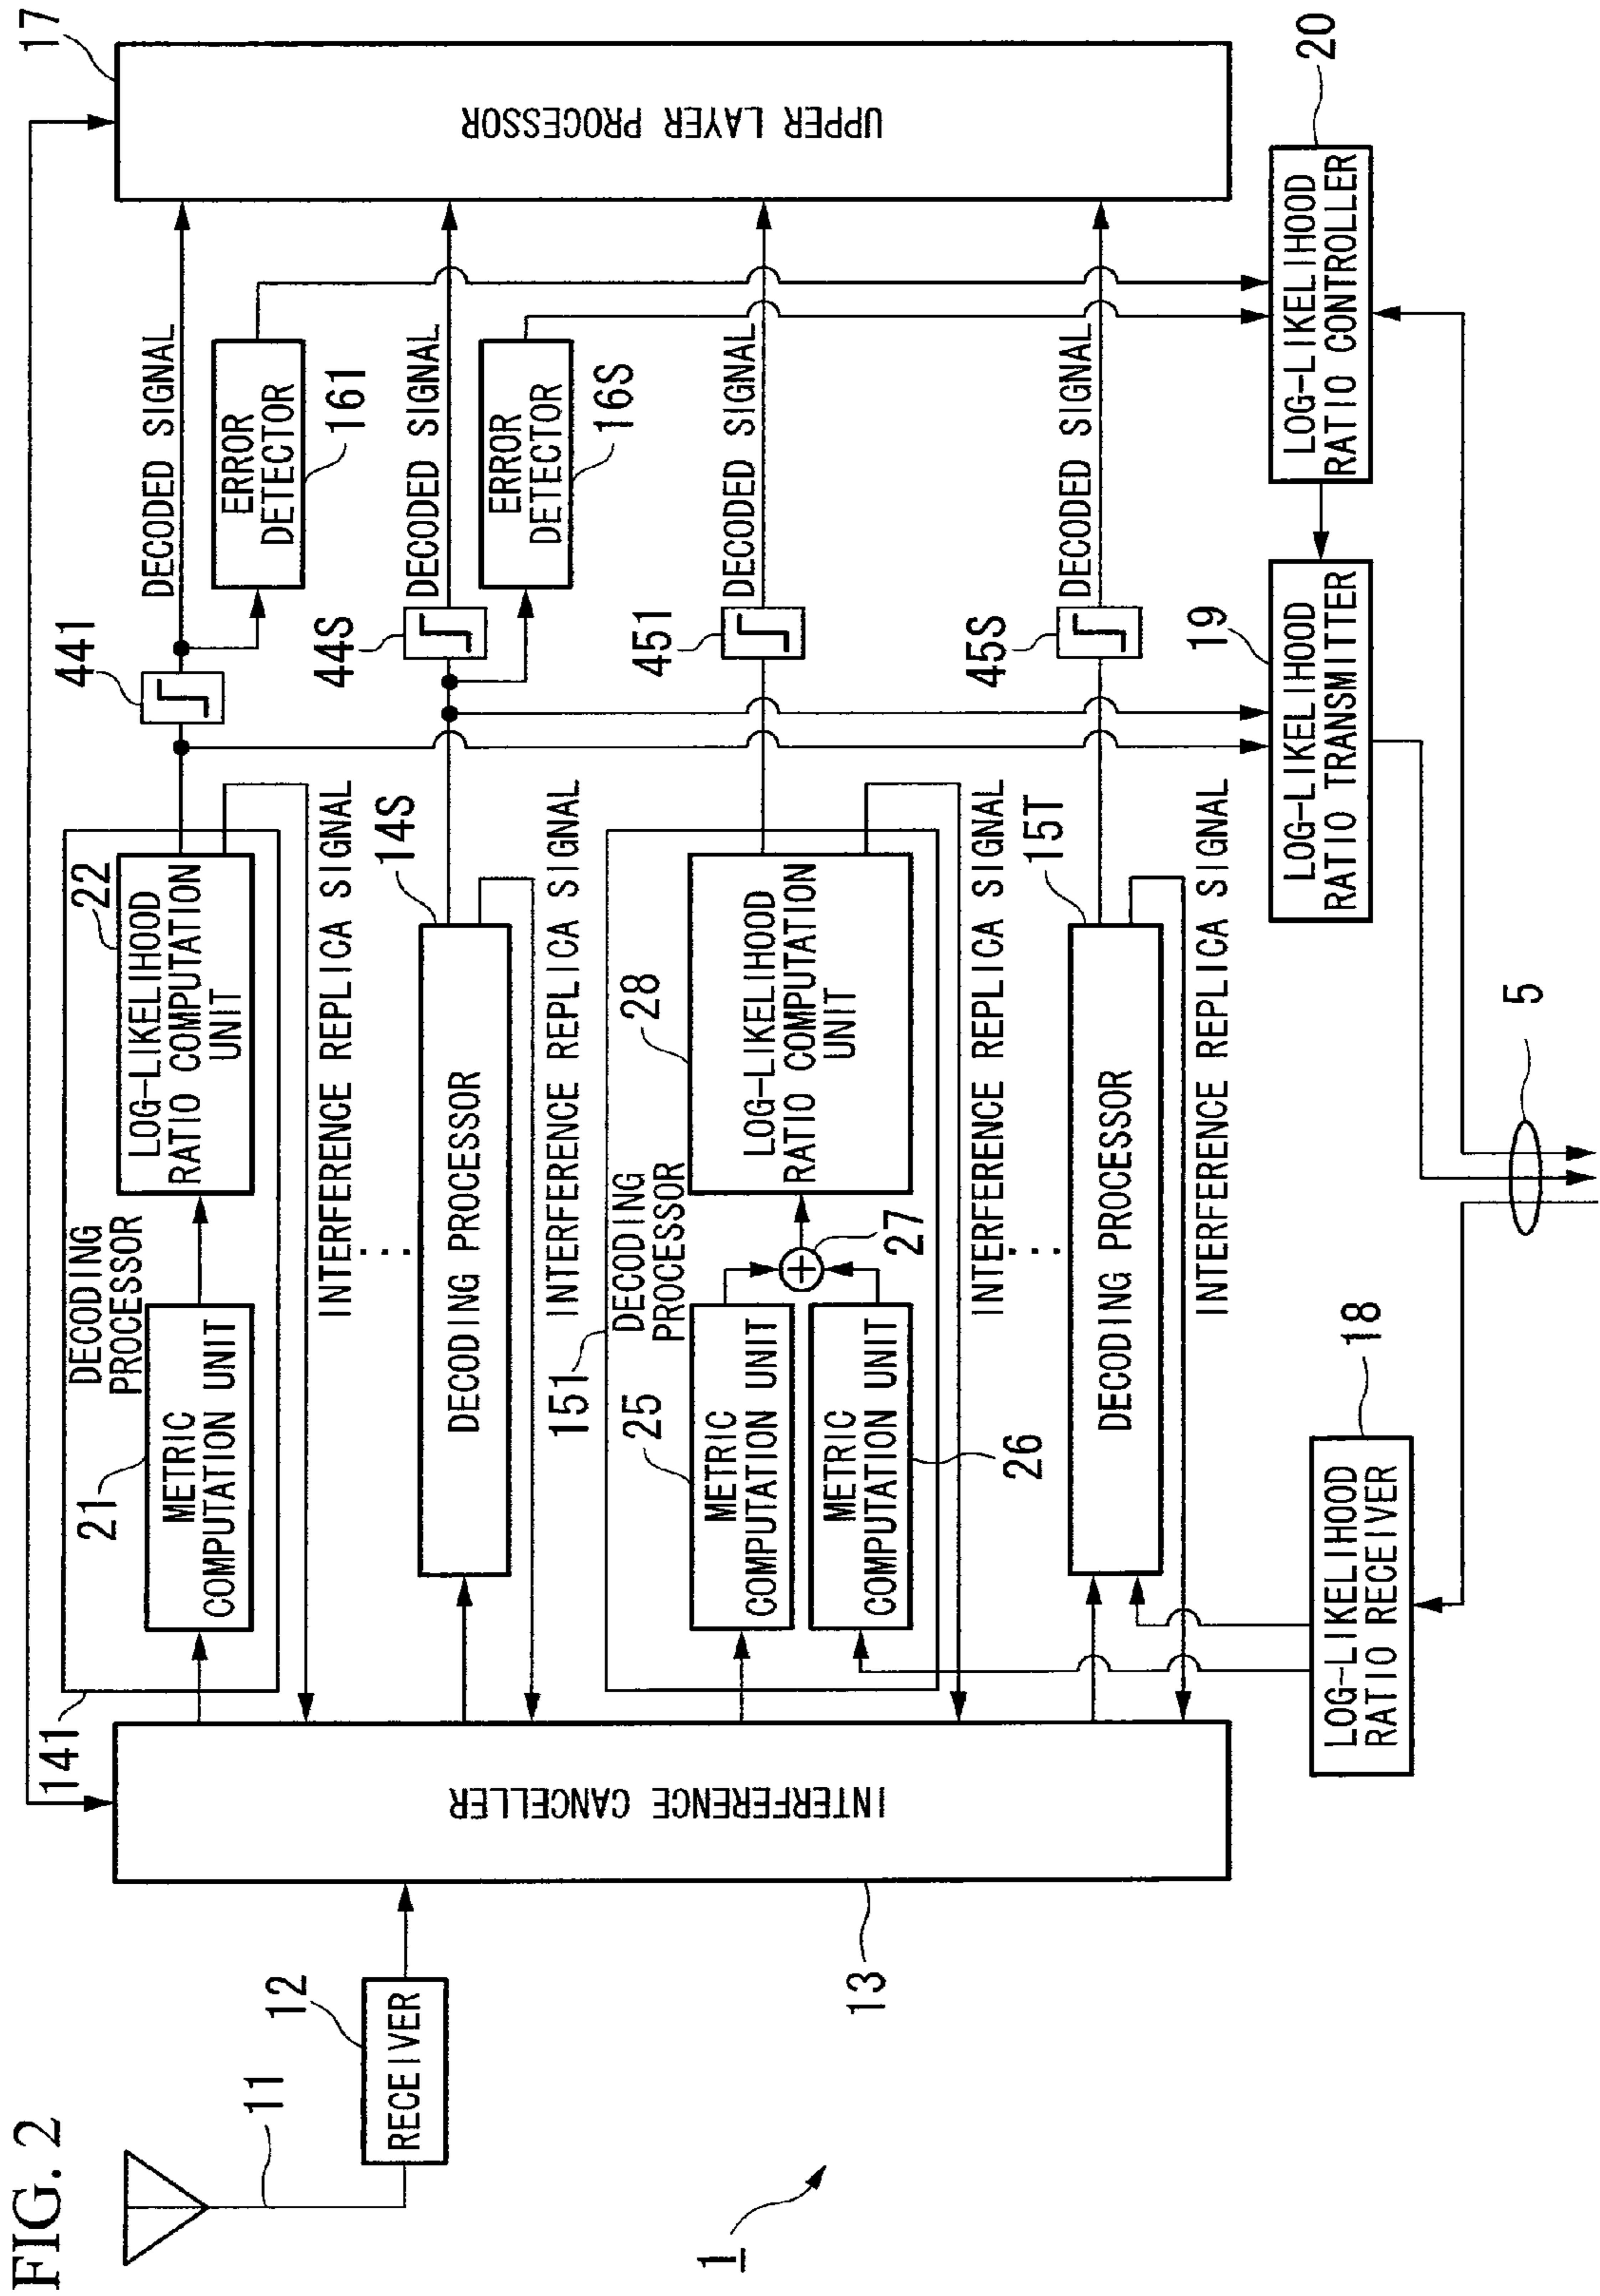 FIG. 2
1
11
12
RECEIVER
13
INTERFERENCE CANCELLER
141
DECODING
PROCESSOR
21
METRIC
COMPUTATION UNIT
22
LOG-LIKELIHOOD
RATIO COMPUTATION
UNIT
INTERFERENCE REPLICA SIGNAL
441
DECODED SIGNAL
ERROR
DETECTOR
161
...
14S
DECODING PROCESSOR
INTERFERENCE REPLICA SIGNAL
44S
DECODED SIGNAL
ERROR
DETECTOR
16S
151
DECODING
PROCESSOR
25
METRIC
COMPUTATION UNIT
METRIC
COMPUTATION UNIT
26
27
28
LOG-LIKELIHOOD
RATIO COMPUTATION
UNIT
INTERFERENCE REPLICA SIGNAL
451
DECODED SIGNAL
...
15T
DECODING PROCESSOR
INTERFERENCE REPLICA SIGNAL
45S
DECODED SIGNAL
17
UPPER LAYER PROCESSOR
18
LOG-LIKELIHOOD
RATIO RECEIVER
5
19
LOG-LIKELIHOOD
RATIO TRANSMITTER
20
LOG-LIKELIHOOD
RATIO CONTROLLER